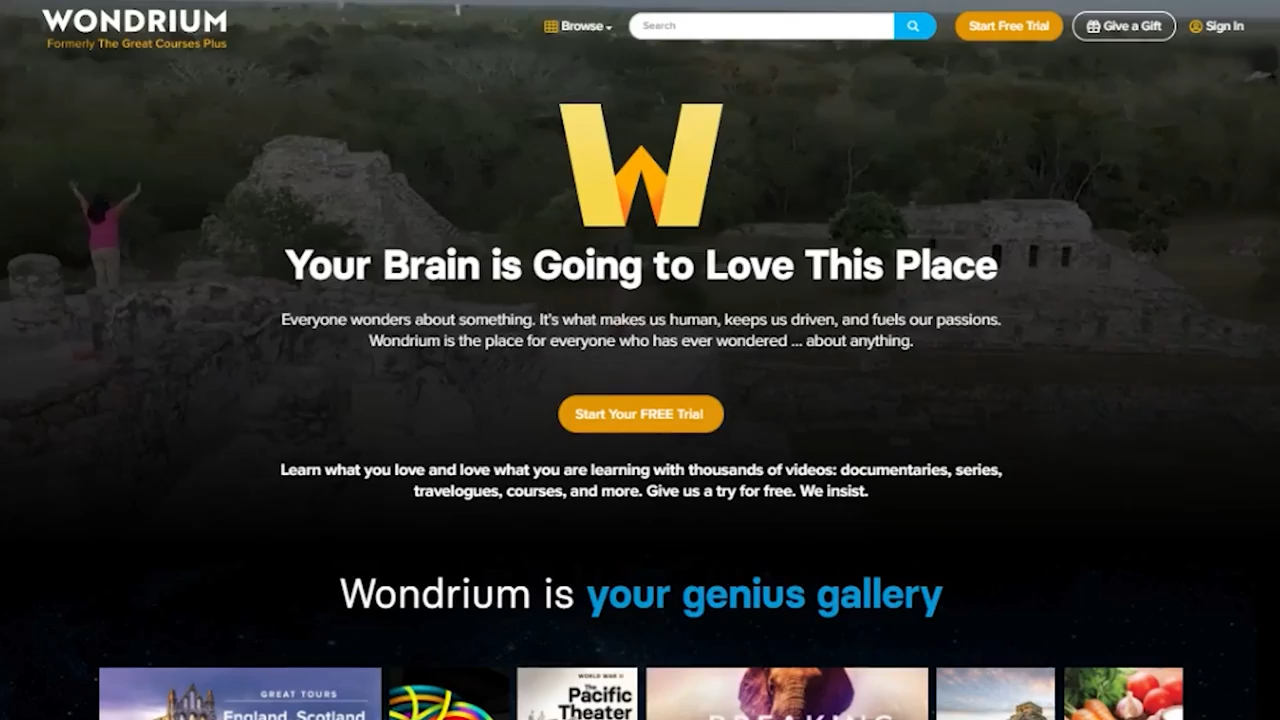 WONDRIUM
Formerly The Great Courses Plus
Browse
Search
Start Free Trial
Give a Gift
Sign In
W
Your Brain is Going to Love This Place
Everyone wonders about something. It's what makes us human, keeps us driven, and fuels our passions.
Wondrium is the place for everyone who has ever wondered ... about anything.
Start Your FREE Trial
Learn what you love and love what you are learning with thousands of videos: documentaries, series,
travelogues, courses, and more. Give us a try for free. We insist.
Wondrium is your genius gallery
GREAT TOURS
England, Scotland
WORLD WAR II
The
Pacific
Theater
BREAKING